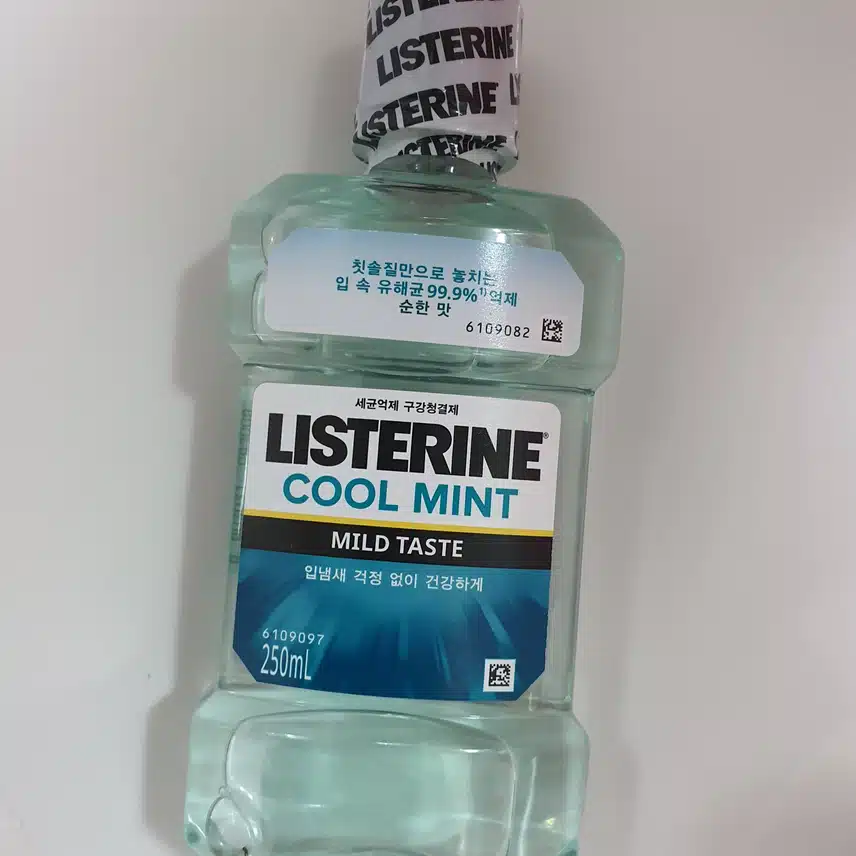 LISTERINE
LISTERINE
LISTERINE
LISTERINE
칫솔질만으로 놓치는
입 속 유해균 99.9%¹⁾ 억제
순한 맛
6109082
세균억제 구강청결제
LISTERINE®
COOL MINT
MILD TASTE
입냄새 걱정 없이 건강하게
6109097
250mL